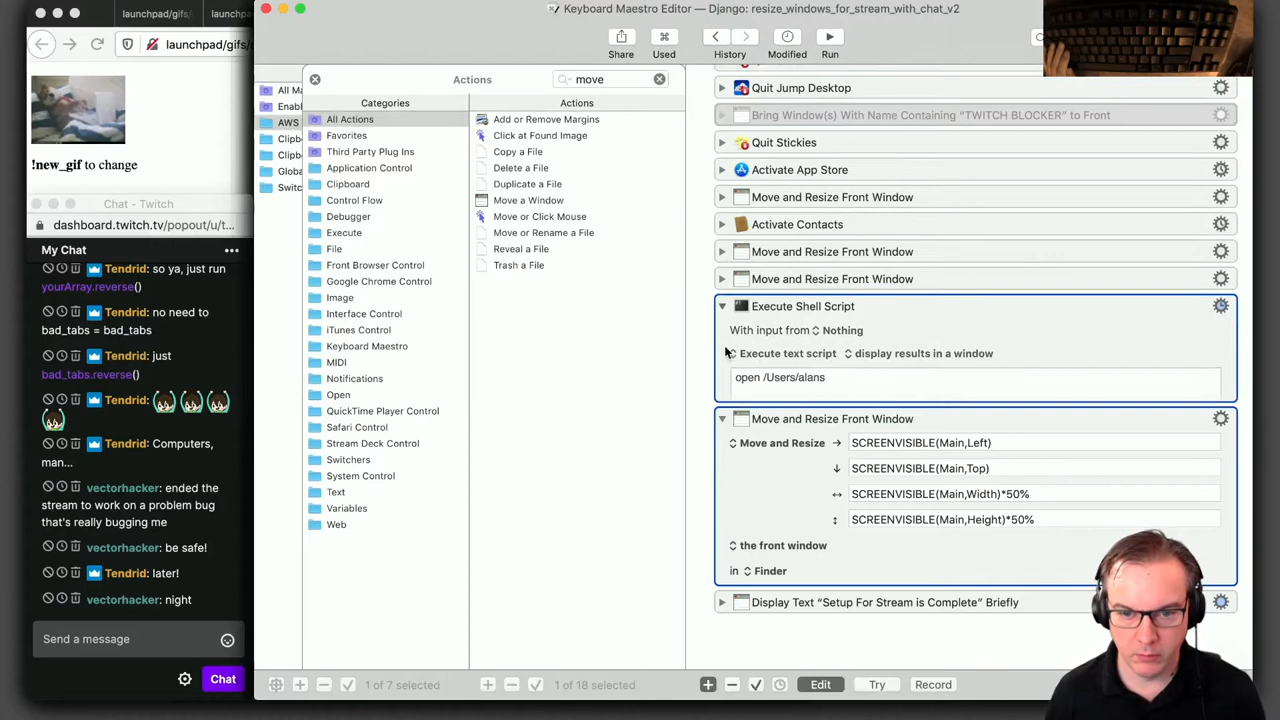 launchpad/gifs/
launchpad/
launchpad/gifs/
!new_gif to change
Chat - Twitch
dashboard.twitch.tv/popout/u/t...
My Chat
Tendrid: so ya, just run
yourArray.reverse()
Tendrid: no need to
bad_tabs = bad_tabs
Tendrid: just
bad_tabs.reverse()
Tendrid:
Tendrid: Computers,
man...
vectorhacker: ended the
stream to work on a problem bug
that's really bugging me
vectorhacker: be safe!
Tendrid: later!
vectorhacker: night
Send a message
Chat
Keyboard Maestro Editor — Django: resize_windows_for_stream_with_chat_v2
Share
Used
History
Modified
Run
All Ma
Enabl
AWS
Clipb
Clipb
Globa
Switc
Actions
move
Categories
All Actions
Favorites
Third Party Plug Ins
Application Control
Clipboard
Control Flow
Debugger
Execute
File
Front Browser Control
Google Chrome Control
Image
Interface Control
iTunes Control
Keyboard Maestro
MIDI
Notifications
Open
QuickTime Player Control
Safari Control
Stream Deck Control
Switchers
System Control
Text
Variables
Web
Actions
Add or Remove Margins
Click at Found Image
Copy a File
Delete a File
Duplicate a File
Move a Window
Move or Click Mouse
Move or Rename a File
Reveal a File
Trash a File
1 of 7 selected
1 of 18 selected
Quit Jump Desktop
Bring Window(s) With Name Containing “TWITCH BLOCKER” to Front
Quit Stickies
Activate App Store
Move and Resize Front Window
Activate Contacts
Move and Resize Front Window
Move and Resize Front Window
Execute Shell Script
With input from Nothing
Execute text script display results in a window
open /Users/alans
Move and Resize Front Window
Move and Resize → SCREENVISIBLE(Main,Left)
SCREENVISIBLE(Main,Top)
SCREENVISIBLE(Main,Width)*50%
SCREENVISIBLE(Main,Height)*50%
the front window
in Finder
Display Text “Setup For Stream is Complete” Briefly
Edit
Try
Record